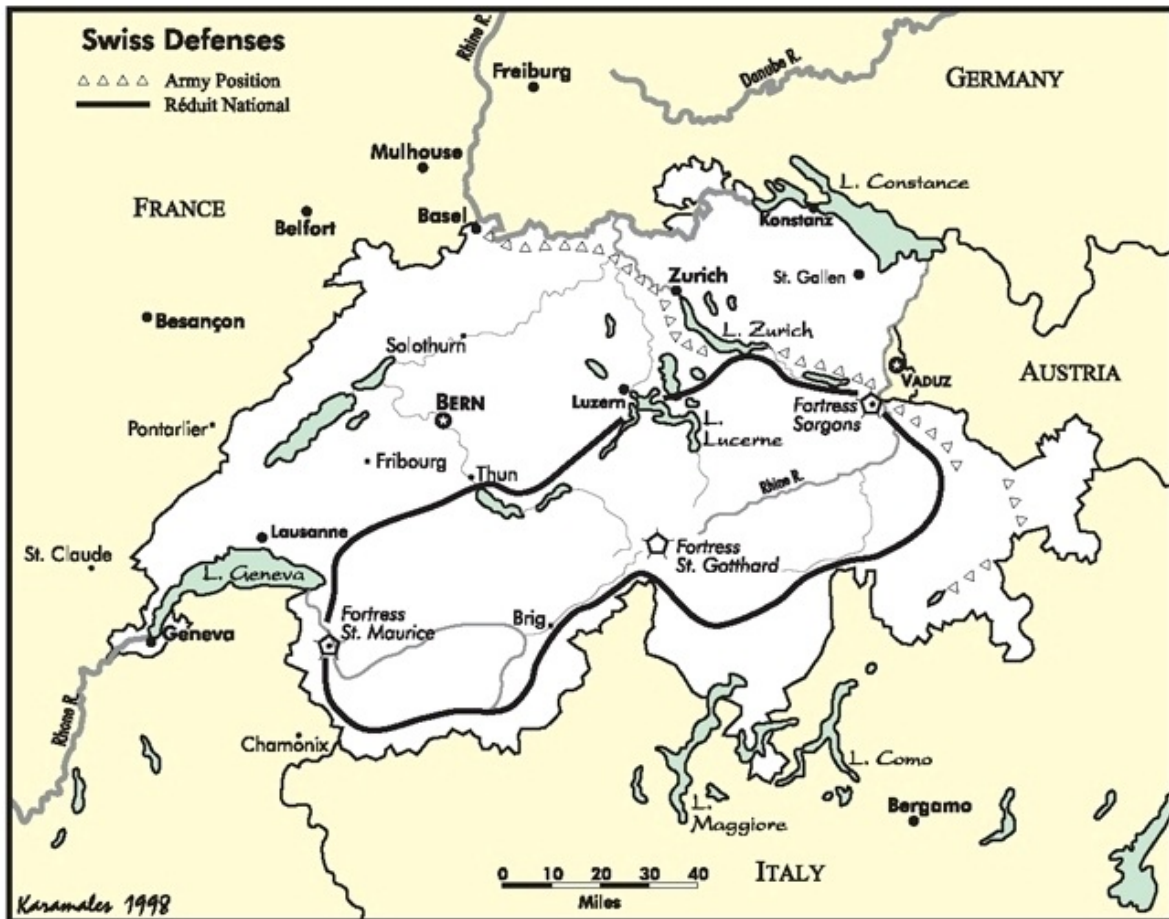 Swiss Defenses
Army Position
Réduit National
Rhine R.
Freiburg
Danube R.
GERMANY
Mulhouse
FRANCE
Belfort
Basel
L. Constance
Konstanz
Zurich
St. Gallen
Besançon
Solothurn
L. Zurich
VADUZ
AUSTRIA
BERN
Luzern
L.
Lucerne
Fortress
Sargans
Pontarlier
Fribourg
Thun
Rhine R.
Lausanne
St. Claude
L. Geneva
Fortress
St. Gotthard
Geneva
Fortress
St. Maurice
Brig
Rhone R.
Chamonix
L. Como
L.
Maggiore
Bergamo
ITALY
0 10 20 30 40
Miles
Karamales 1998